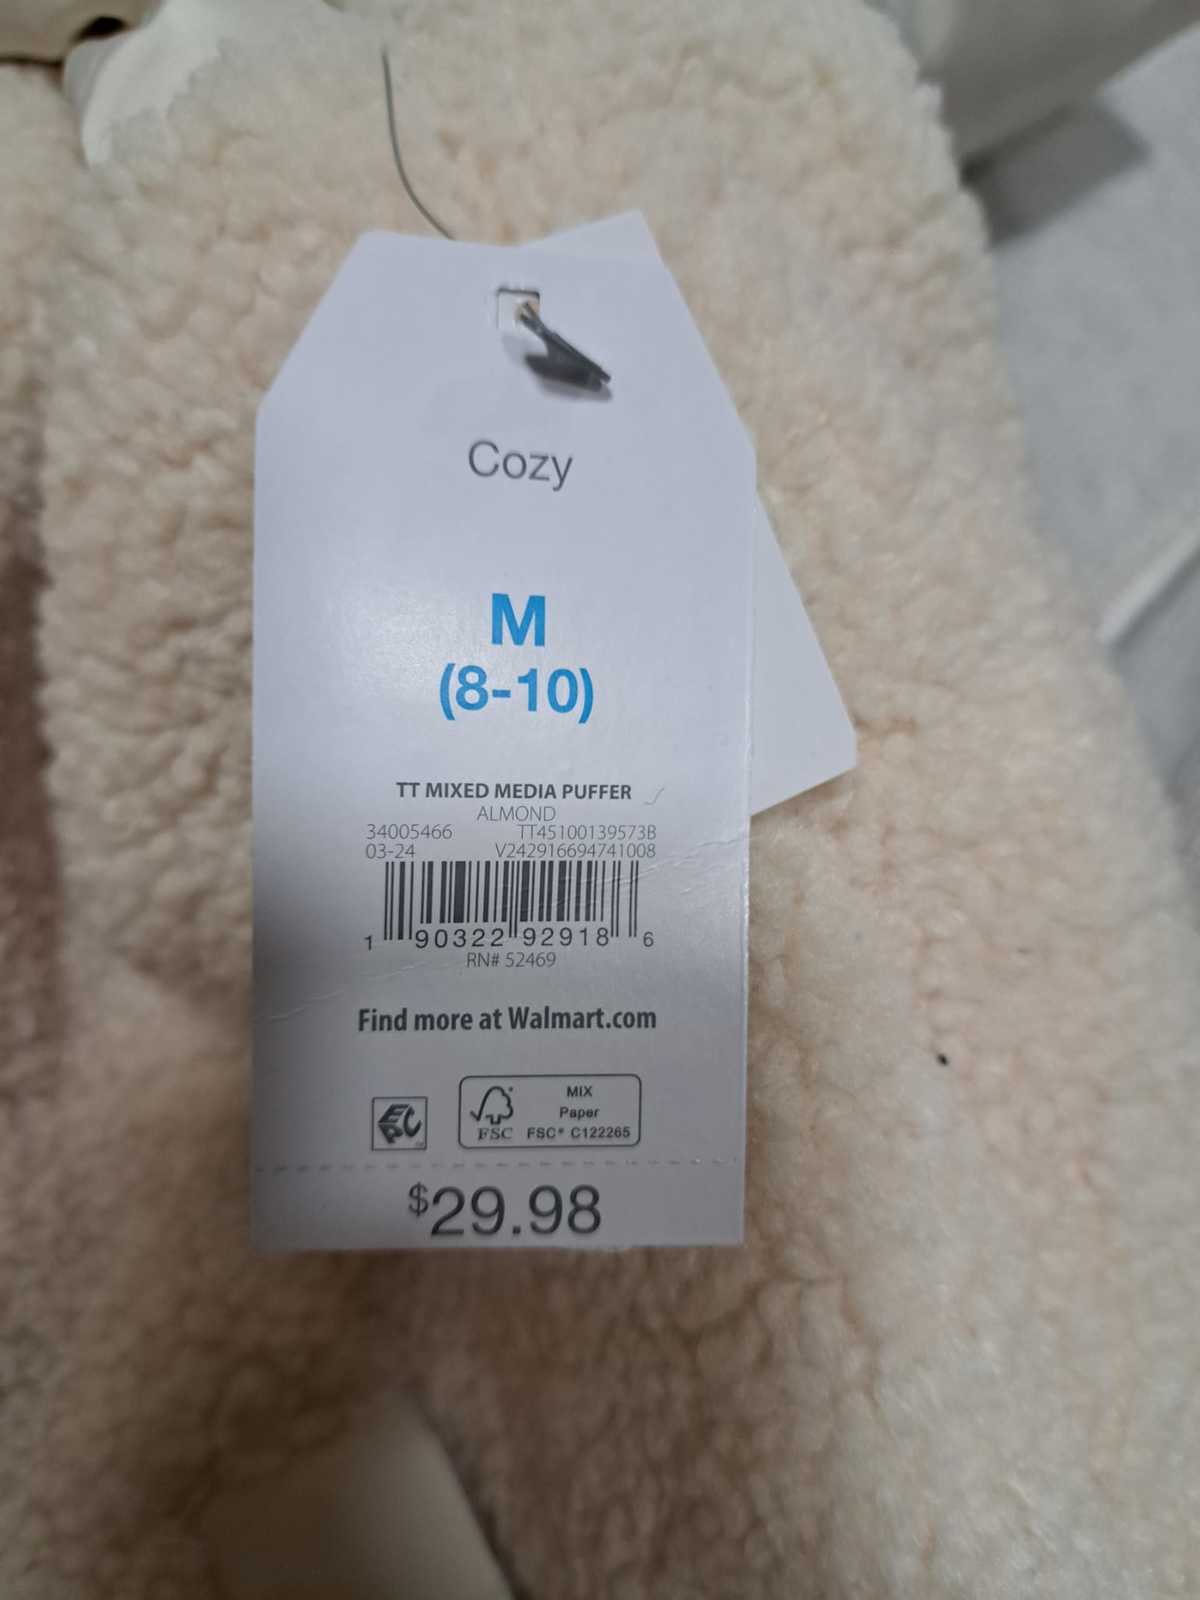 Cozy
M
(8-10)
TT MIXED MEDIA PUFFER
ALMOND
34005466 TT45100139573B
03-24 V242916694741008
1 90322 92918 6
RN# 52469
Find more at Walmart.com
EPC
MIX
Paper
FSC FSC® C122265
$29.98